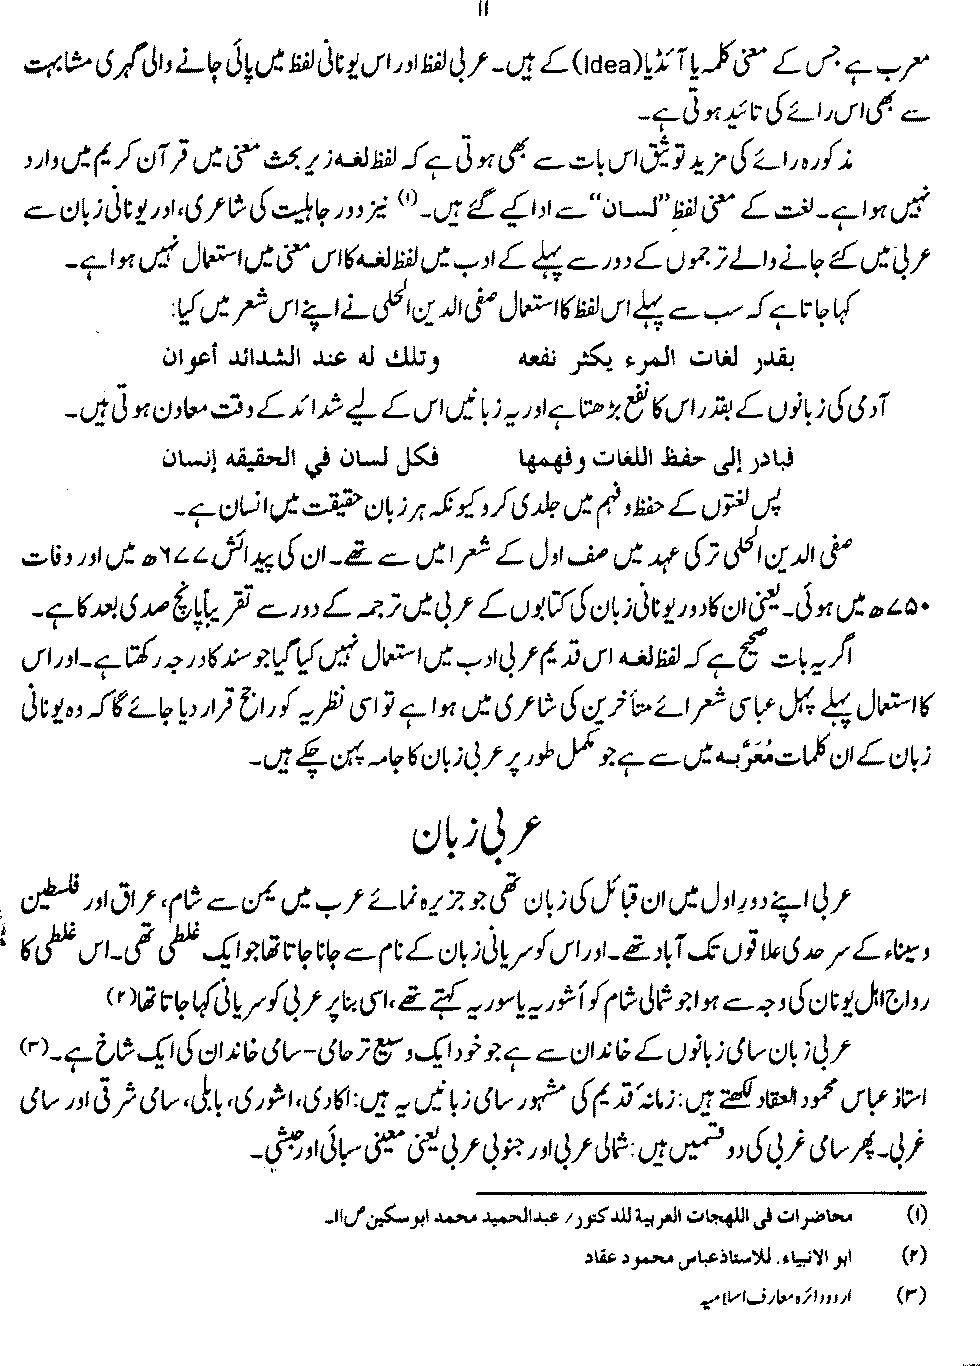 ۱۱
معرب ہے جس کے معنی کلمہ یا آئڈیا (Idea) کے ہیں۔ عربی لفظ اور اس یونانی لفظ میں پائی جانے والی گہری مشابہت
سے بھی اس رائے کی تائید ہوتی ہے۔
مذکورہ رائے کی مزید توثیق اس بات سے بھی ہوتی ہے کہ لفظ لغہ زیر بحث معنی میں قرآن کریم میں وارد
نہیں ہوا ہے۔ لغت کے معنی لفظ ”لسان“ سے ادا کیے گئے ہیں۔(۱) نیز دور جاہلیت کی شاعری، اور یونانی زبان سے
عربی میں کئے جانے والے ترجموں کے دور سے پہلے کے ادب میں لفظ لغہ کا اس معنی میں استعمال نہیں ہوا ہے۔
کہا جاتا ہے کہ سب سے پہلے اس لفظ کا استعمال صفی الدین الحلی نے اپنے اس شعر میں کیا:
بقدر لغات المرء يكثر نفعه وتلك له عند الشدائد أعوان
آدمی کی زبانوں کے بقدر اس کا نفع بڑھتا ہے اور یہ زبانیں اس کے لیے شدائد کے وقت معاون ہوتی ہیں۔
فبادر إلى حفظ اللغات وفهمها فكل لسان في الحقيقه إنسان
پس لغتوں کے حفظ و فہم میں جلدی کرو کیونکہ ہر زبان حقیقت میں انسان ہے۔
صفی الدین الحلی ترکی عہد میں صف اول کے شعرا میں سے تھے۔ ان کی پیدائش ۶۷۷ھ میں اور وفات
۷۵۰ھ میں ہوئی۔ یعنی ان کا دور یونانی زبان کی کتابوں کے عربی میں ترجمہ کے دور سے تقریباً پانچ صدی بعد کا ہے۔
اگر یہ بات صحیح ہے کہ لفظ لغہ اس قدیم عربی ادب میں استعمال نہیں کیا گیا جو سند کا درجہ رکھتا ہے۔ اور اس
کا استعمال پہلے پہل عباسی شعرائے متأخرین کی شاعری میں ہوا ہے تو اسی نظریہ کو راجح قرار دیا جائے گا کہ وہ یونانی
زبان کے ان کلمات مُعَرَّبہ میں سے ہے جو مکمل طور پر عربی زبان کا جامہ پہن چکے ہیں۔
عربی زبان
عربی اپنے دور اول میں ان قبائل کی زبان تھی جو جزیرہ نمائے عرب میں یمن سے شام، عراق اور فلسطین
وسیناء کے سرحدی علاقوں تک آباد تھے۔ اور اس کو سریانی زبان کے نام سے جانا جاتا تھا جو ایک غلطی تھی۔ اس غلطی کا
رواج اہل یونان کی وجہ سے ہوا جو شمالی شام کو أشوریہ یا سوریہ کہتے تھے، اسی بنا پر عربی کو سریانی کہا جاتا تھا(۲)
عربی زبان سامی زبانوں کے خاندان سے ہے جو خود ایک وسیع تر حامی-سامی خاندان کی ایک شاخ ہے۔(۳)
استاذ عباس محمود العقاد لکھتے ہیں: زمانہ قدیم کی مشہور سامی زبانیں یہ ہیں: اکادی، اشوری، بابلی، سامی شرقی اور سامی
غربی۔ پھر سامی غربی کی دو قسمیں ہیں: شمالی عربی اور جنوبی عربی یعنی معینی سبائی اور حبشی۔
(۱) محاضرات فى اللهجات العربية للدكتور/ عبدالحميد محمد ابوسكين ص ۱۱۔
(۲) ابو الانبياء، للاستاذ عباس محمود عقاد
(۳) اردو دائرہ معارف اسلامیہ